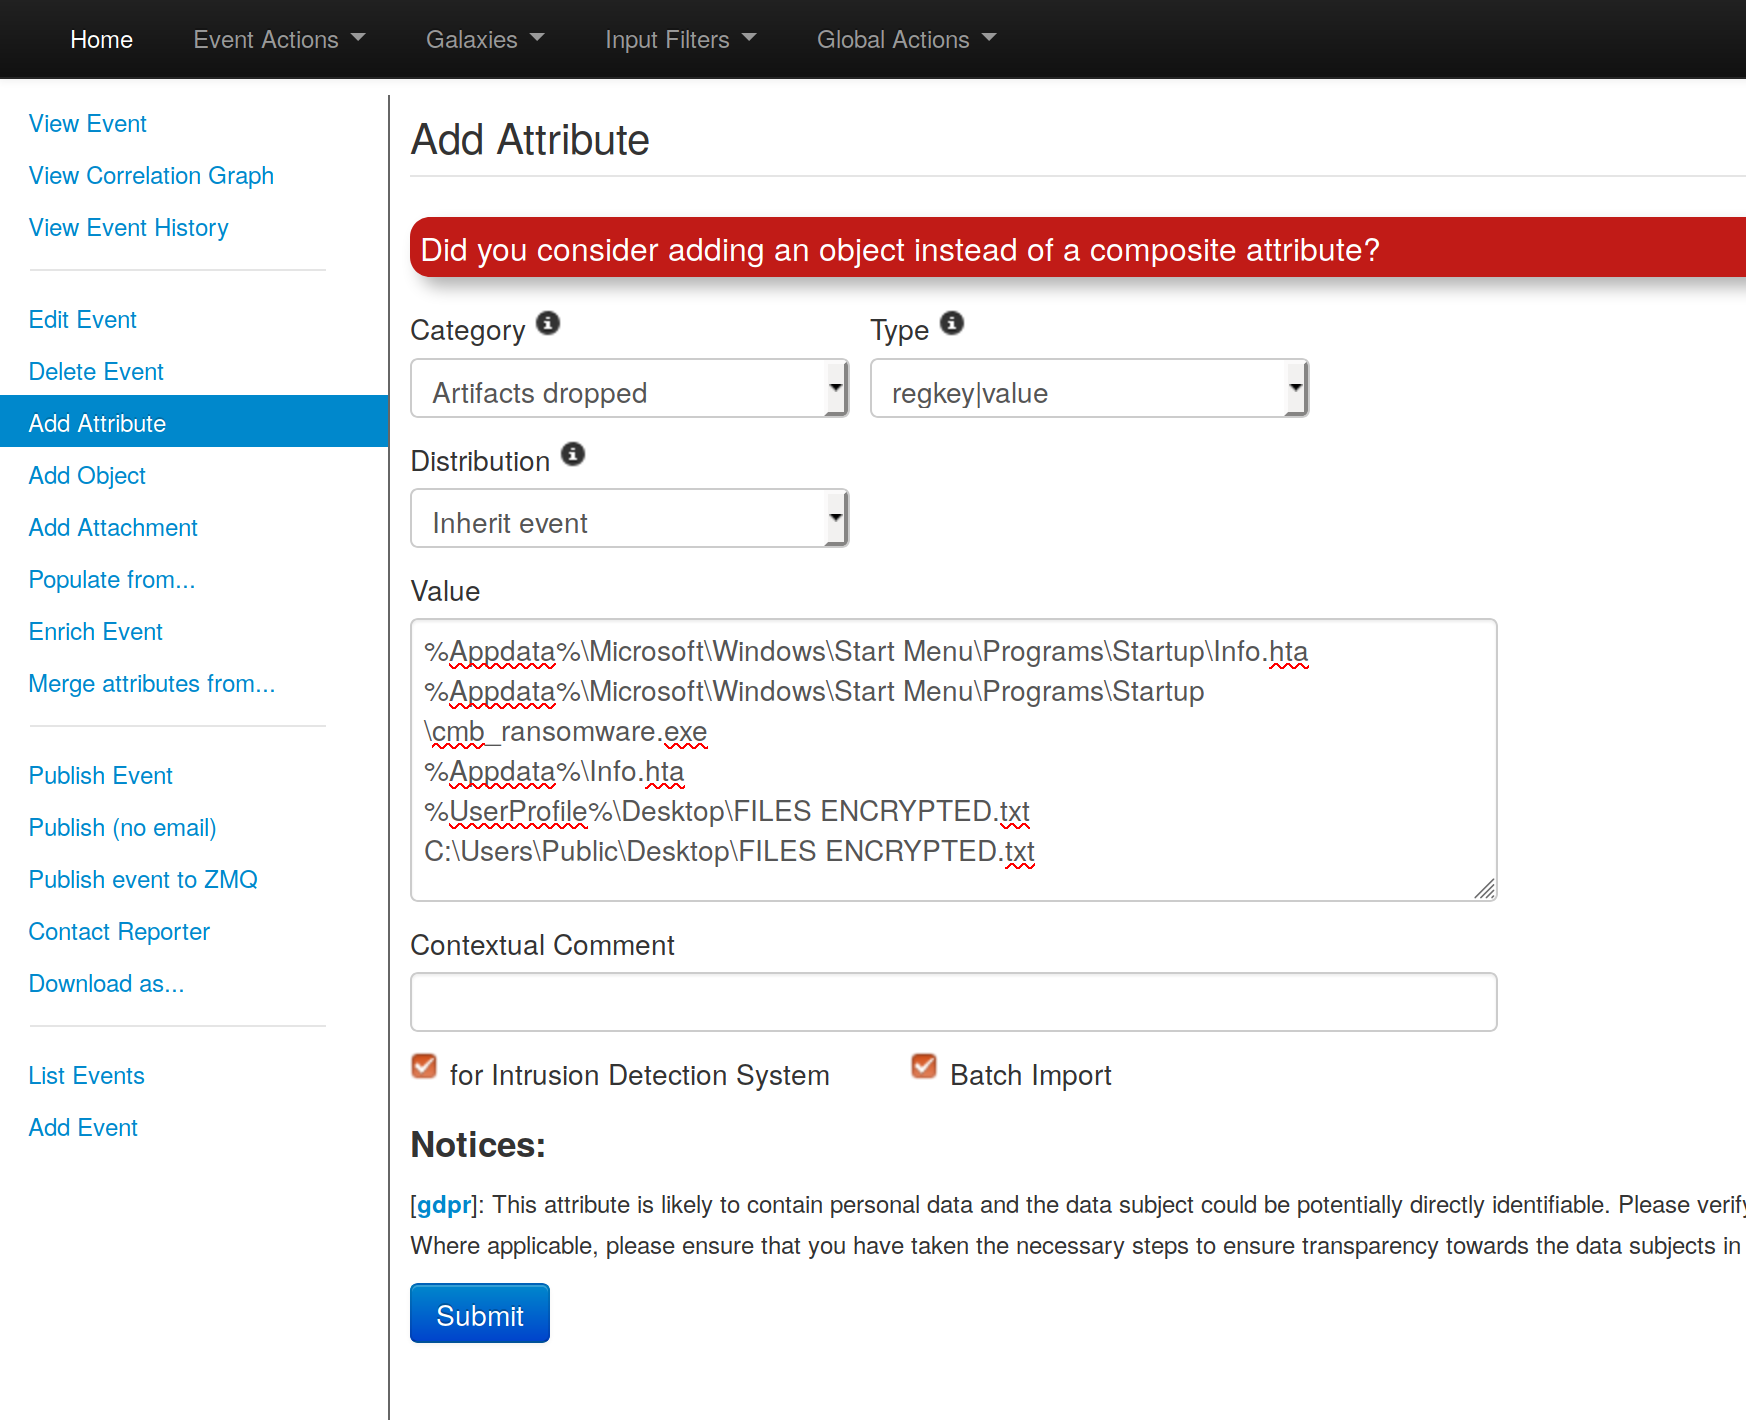 Home Event Actions Galaxies Input Filters Global Actions
View Event
View Correlation Graph
View Event History
Edit Event
Delete Event
Add Attribute
Add Object
Add Attachment
Populate from...
Enrich Event
Merge attributes from...
Publish Event
Publish (no email)
Publish event to ZMQ
Contact Reporter
Download as...
List Events
Add Event
Add Attribute
Did you consider adding an object instead of a composite attribute?
Category Type
Artifacts dropped regkey|value
Distribution
Inherit event
Value
%Appdata%\Microsoft\Windows\Start Menu\Programs\Startup\Info.hta
%Appdata%\Microsoft\Windows\Start Menu\Programs\Startup
\cmb_ransomware.exe
%Appdata%\Info.hta
%UserProfile%\Desktop\FILES ENCRYPTED.txt
C:\Users\Public\Desktop\FILES ENCRYPTED.txt
Contextual Comment
for Intrusion Detection System Batch Import
Notices:
[gdpr]: This attribute is likely to contain personal data and the data subject could be potentially directly identifiable. Please verify
Where applicable, please ensure that you have taken the necessary steps to ensure transparency towards the data subjects in
Submit